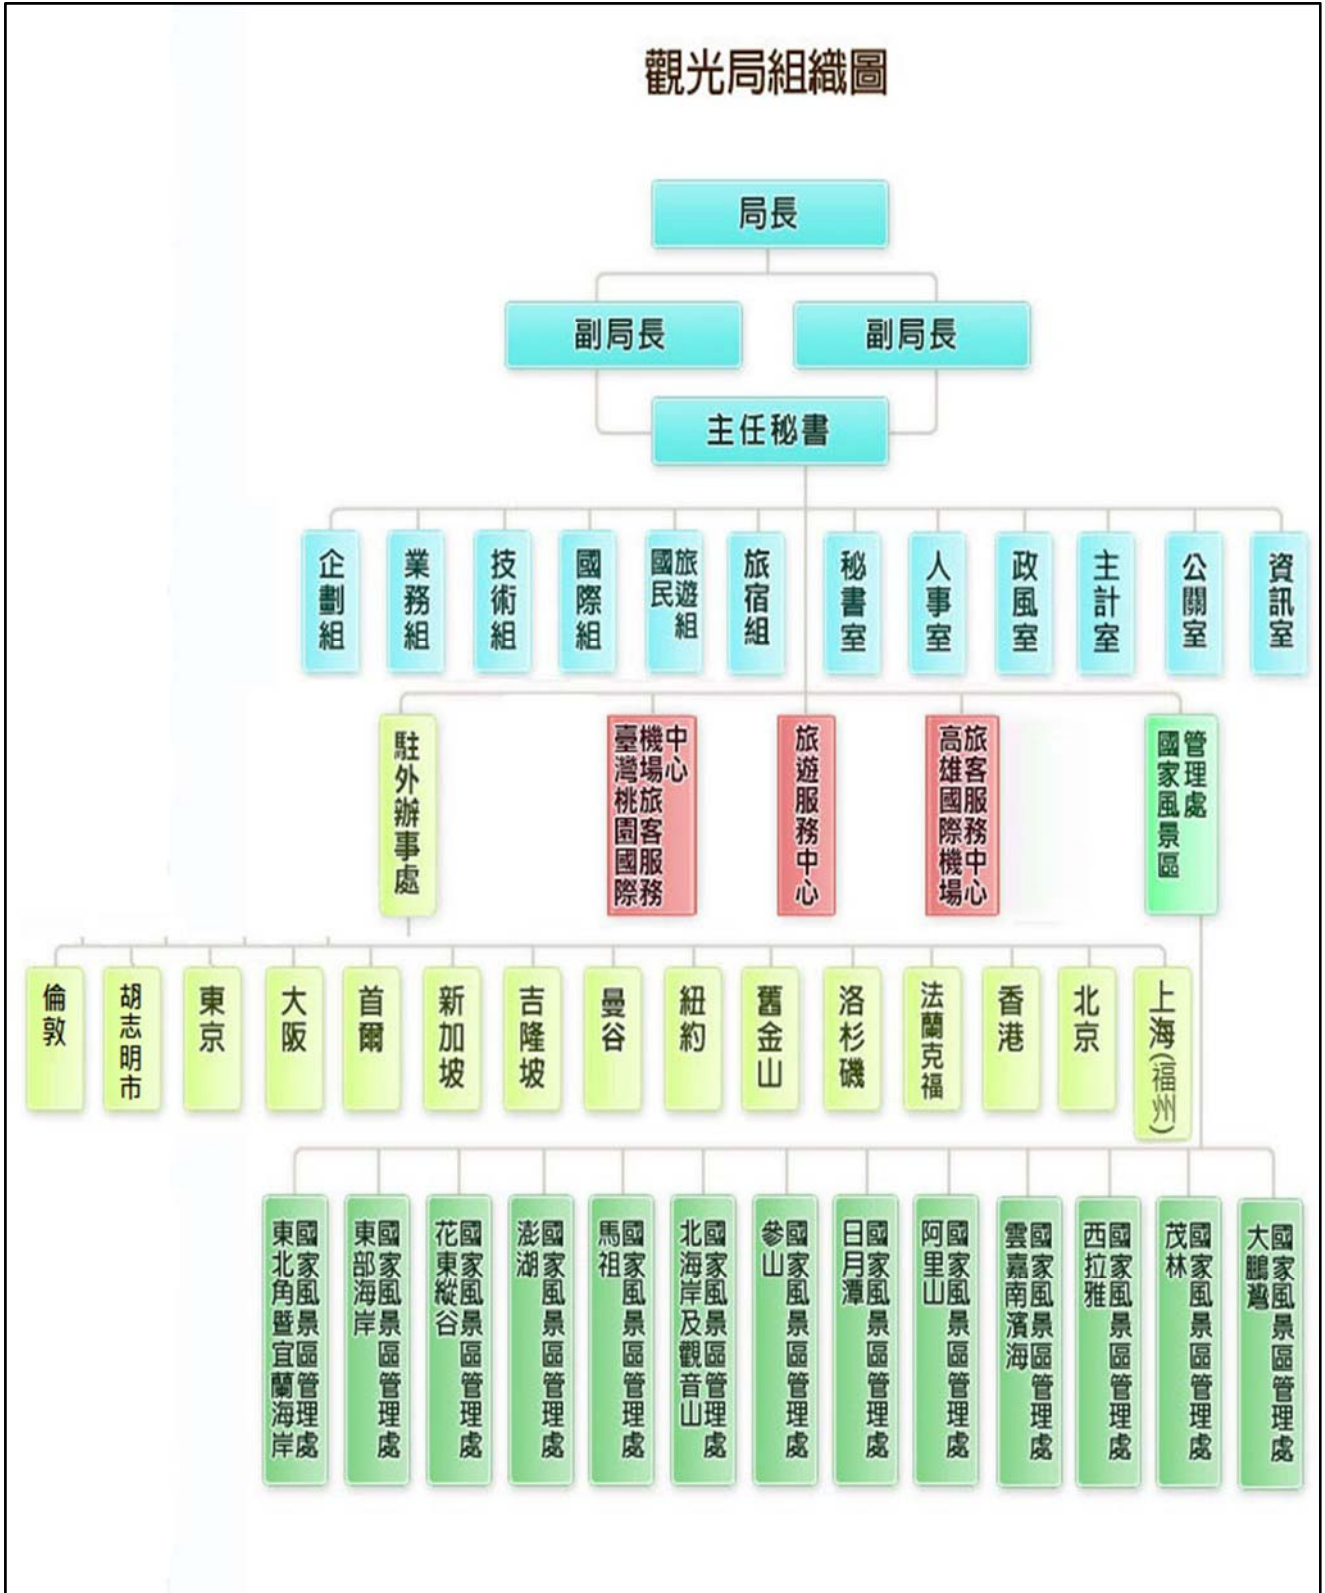 觀光局組織圖
局長
副局長
副局長
主任秘書
企劃組
業務組
技術組
國際組
國民
旅遊組
旅宿組
秘書室
人事室
政風室
主計室
公關室
資訊室
駐外辦事處
臺灣桃園國際
機場旅客服務
中心
旅遊服務中心
高雄國際機場
旅客服務中心
國家風景區
管理處
倫敦
胡志明市
東京
大阪
首爾
新加坡
吉隆坡
曼谷
紐約
舊金山
洛杉磯
法蘭克福
香港
北京
上海(福州)
東北角暨宜蘭海岸
國家風景區管理處
東部海岸
國家風景區管理處
花東縱谷
國家風景區管理處
澎湖
國家風景區管理處
馬祖
國家風景區管理處
北海岸及觀音山
國家風景區管理處
參山
國家風景區管理處
日月潭
國家風景區管理處
阿里山
國家風景區管理處
雲嘉南濱海
國家風景區管理處
西拉雅
國家風景區管理處
茂林
國家風景區管理處
大鵬灣
國家風景區管理處